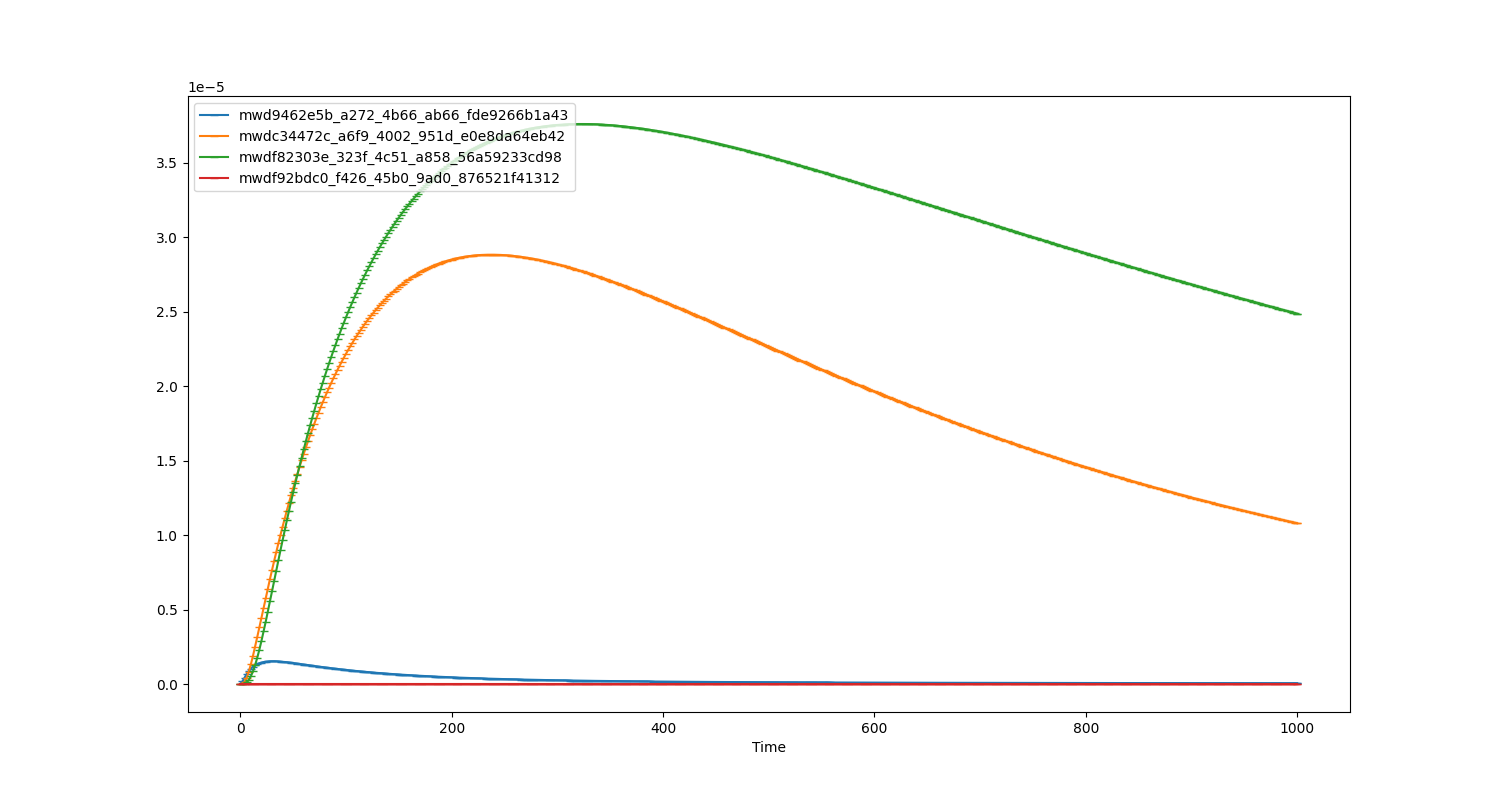 1e−5
mwd9462e5b_a272_4b66_ab66_fde9266b1a43
mwdc34472c_a6f9_4002_951d_e0e8da64eb42
mwdf82303e_323f_4c51_a858_56a59233cd98
mwdf92bdc0_f426_45b0_9ad0_876521f41312
3.5
3.0
2.5
2.0
1.5
1.0
0.5
0.0
0 200 400 600 800 1000
Time